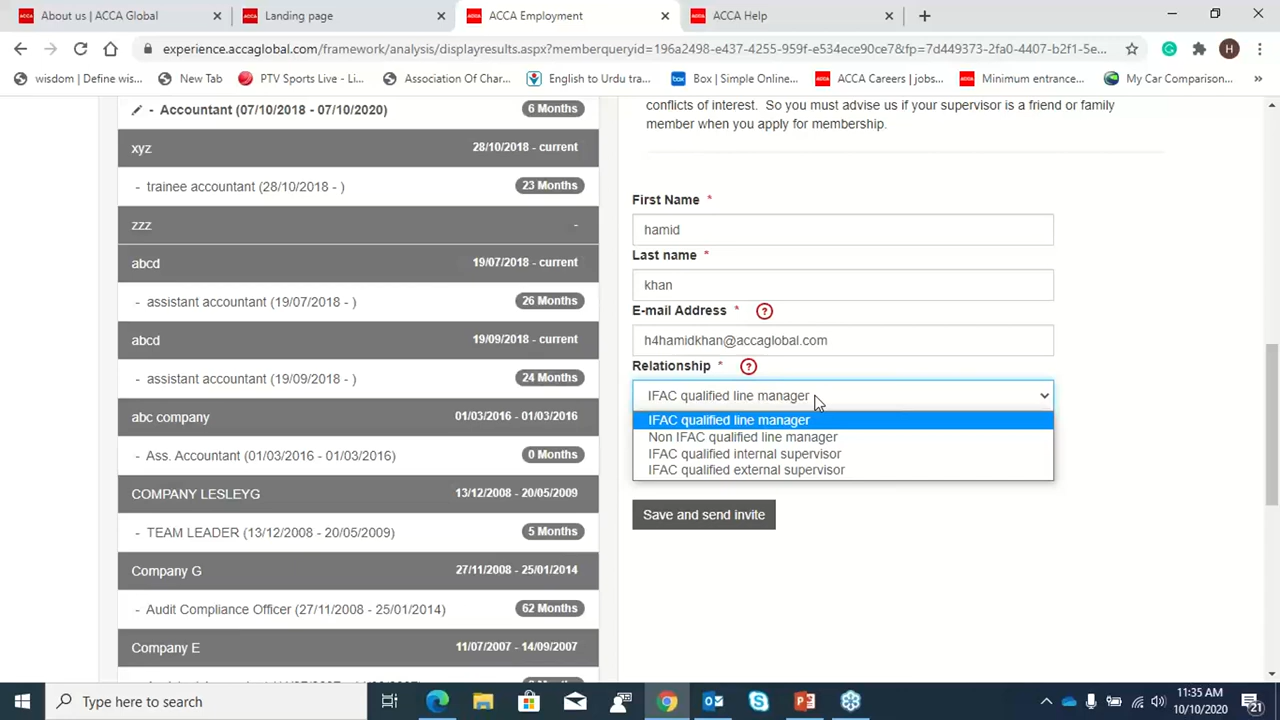 About us | ACCA Global
Landing page
ACCA Employment
ACCA Help
experience.accaglobal.com/framework/analysis/displayresults.aspx?memberqueryid=196a2498-e437-4255-959f-e534ece90ce7&fp=7d449373-2fa0-4407-b2f1-5e...
H
wisdom | Define wis...
New Tab
PTV Sports Live - Li...
Association Of Char...
English to Urdu tra...
Box | Simple Online...
ACCA Careers | jobs...
Minimum entrance...
My Car Comparison...
»
- Accountant (07/10/2018 - 07/10/2020) 6 Months
xyz 28/10/2018 - current
- trainee accountant (28/10/2018 - ) 23 Months
zzz -
abcd 19/07/2018 - current
- assistant accountant (19/07/2018 - ) 26 Months
abcd 19/09/2018 - current
- assistant accountant (19/09/2018 - ) 24 Months
abc company 01/03/2016 - 01/03/2016
- Ass. Accountant (01/03/2016 - 01/03/2016) 0 Months
COMPANY LESLEYG 13/12/2008 - 20/05/2009
- TEAM LEADER (13/12/2008 - 20/05/2009) 5 Months
Company G 27/11/2008 - 25/01/2014
- Audit Compliance Officer (27/11/2008 - 25/01/2014) 62 Months
Company E 11/07/2007 - 14/09/2007
conflicts of interest. So you must advise us if your supervisor is a friend or family
member when you apply for membership.
First Name *
hamid
Last name *
khan
E-mail Address * ?
h4hamidkhan@accaglobal.com
Relationship * ?
IFAC qualified line manager
IFAC qualified line manager
Non IFAC qualified line manager
IFAC qualified internal supervisor
IFAC qualified external supervisor
Save and send invite
Type here to search
11:35 AM
10/10/2020
21